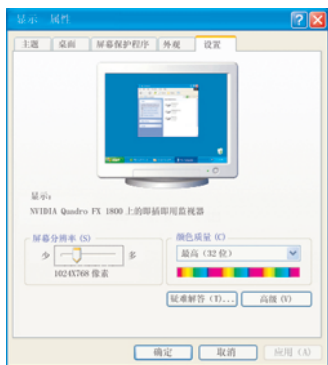 显示 属性
主题 桌面 屏幕保护程序 外观 设置
显示:
NVIDIA Quadro FX 1800 上的即插即用监视器
屏幕分辨率(S)
少 多
1024X768 像素
颜色质量(C)
最高(32 位)
疑难解答(T)... 高级(V)
确定 取消 应用(A)